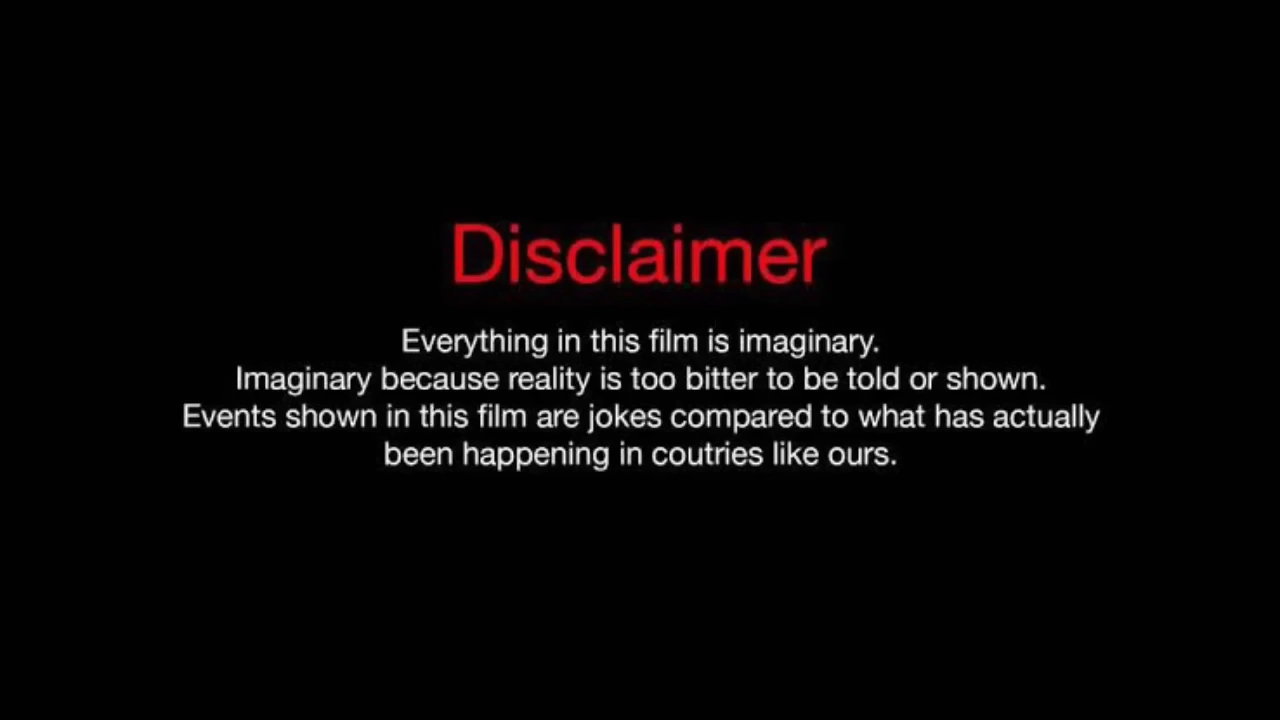 Disclaimer
Everything in this film is imaginary.
Imaginary because reality is too bitter to be told or shown.
Events shown in this film are jokes compared to what has actually
been happening in coutries like ours.